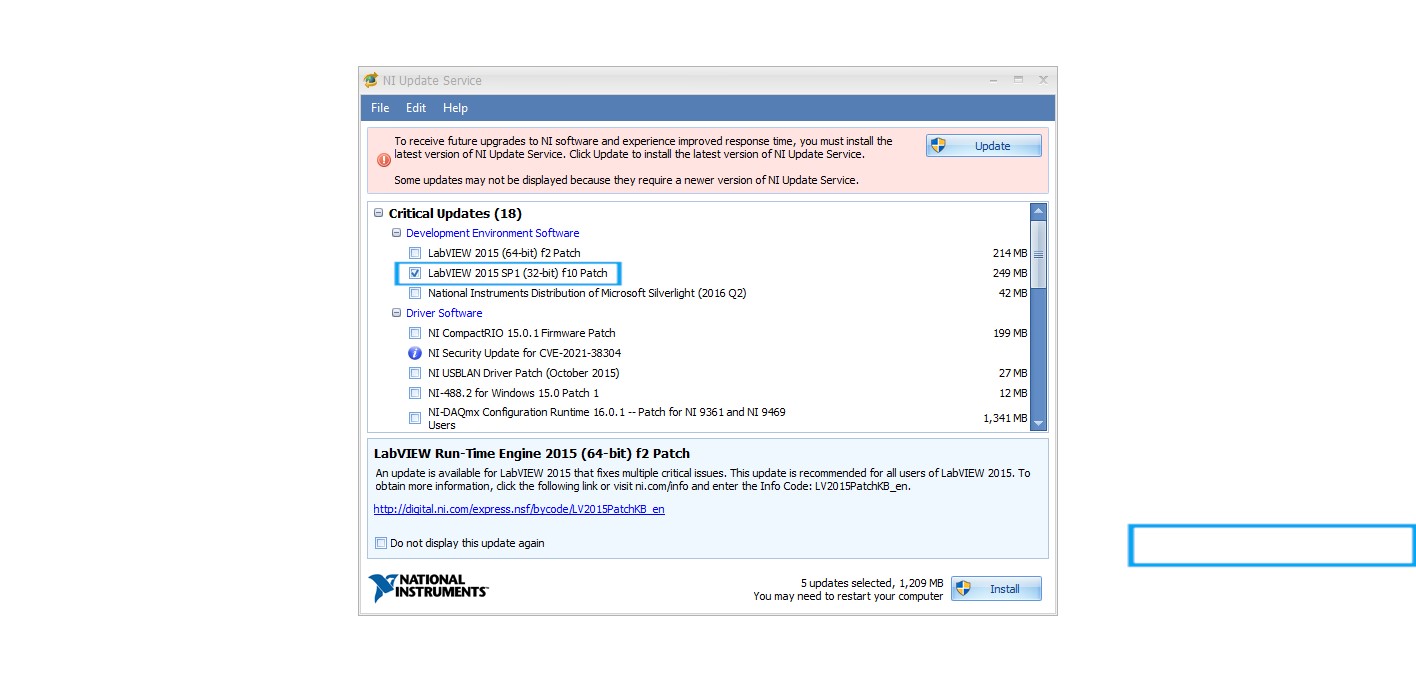 NI Update Service
File Edit Help
To receive future upgrades to NI software and experience improved response time, you must install the
latest version of NI Update Service. Click Update to install the latest version of NI Update Service.
Update
Some updates may not be displayed because they require a newer version of NI Update Service.
Critical Updates (18)
Development Environment Software
LabVIEW 2015 (64-bit) f2 Patch 214 MB
LabVIEW 2015 SP1 (32-bit) f10 Patch 249 MB
National Instruments Distribution of Microsoft Silverlight (2016 Q2) 42 MB
Driver Software
NI CompactRIO 15.0.1 Firmware Patch 199 MB
NI Security Update for CVE-2021-38304
NI USBLAN Driver Patch (October 2015) 27 MB
NI-488.2 for Windows 15.0 Patch 1 12 MB
NI-DAQmx Configuration Runtime 16.0.1 -- Patch for NI 9361 and NI 9469
Users 1,341 MB
LabVIEW Run-Time Engine 2015 (64-bit) f2 Patch
An update is available for LabVIEW 2015 that fixes multiple critical issues. This update is recommended for all users of LabVIEW 2015. To
obtain more information, click the following link or visit ni.com/info and enter the Info Code: LV2015PatchKB_en.
http://digital.ni.com/express.nsf/bycode/LV2015PatchKB_en
Do not display this update again
NATIONAL
INSTRUMENTS
5 updates selected, 1,209 MB
You may need to restart your computer
Install